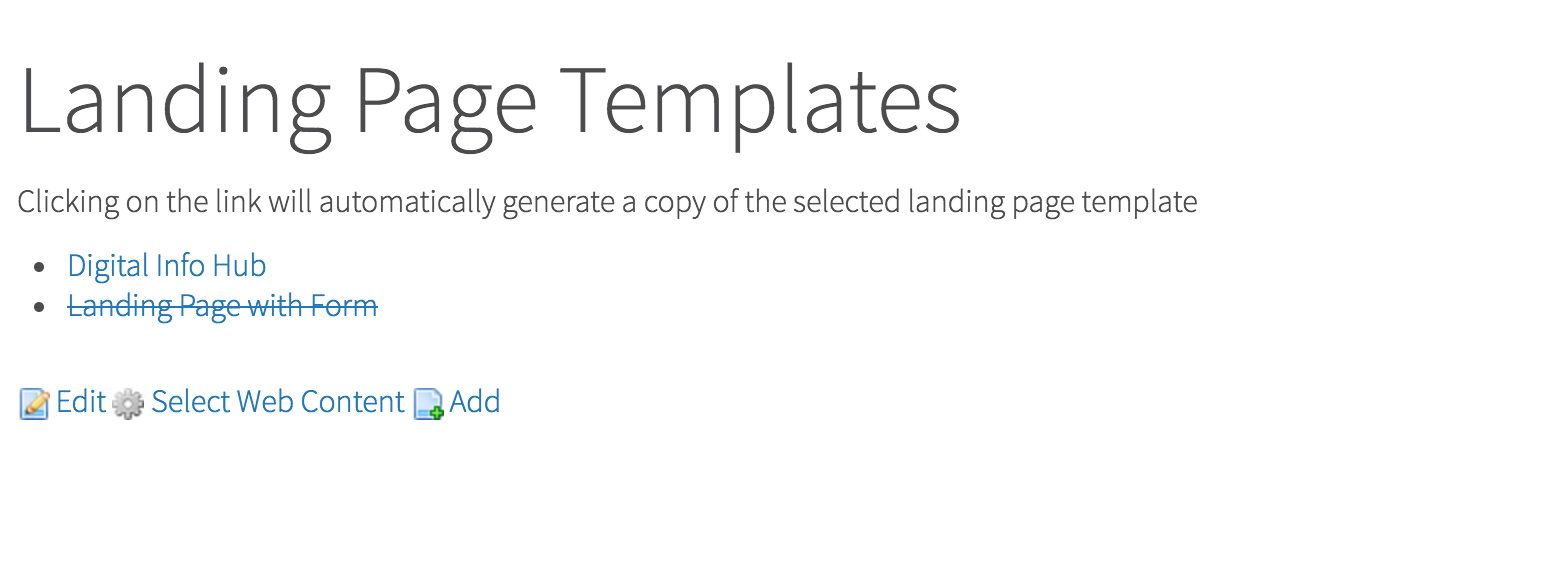 Landing Page Templates
Clicking on the link will automatically generate a copy of the selected landing page template
Digital Info Hub
Landing Page with Form
Edit Select Web Content Add